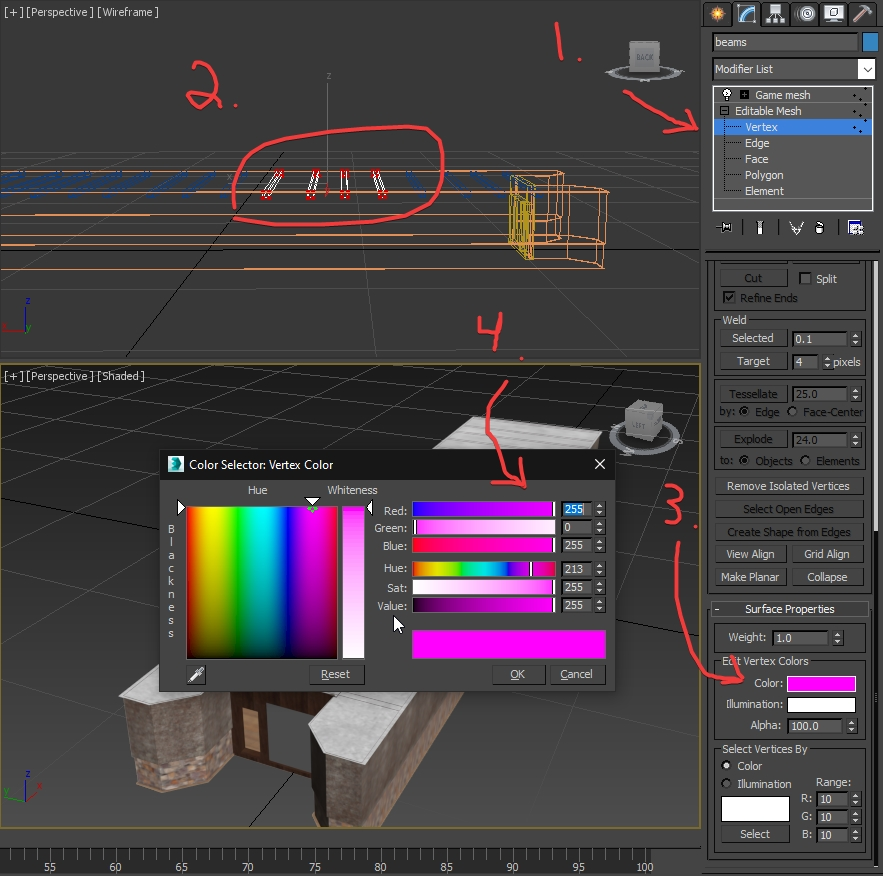 [+] [Perspective] [Wireframe]
1.
2.
BACK
z
beams
Modifier List
Game mesh
Editable Mesh
Vertex
Edge
Face
Polygon
Element
z
x
y
4.
[+] [Perspective] [Shaded]
LEFT
Cut
Split
Refine Ends
Weld
Selected 0.1
Target 4 pixels
Tessellate 25.0
by: Edge Face-Center
Explode 24.0
to: Objects Elements
Remove Isolated Vertices
Select Open Edges
Create Shape from Edges
View Align Grid Align
Make Planar Collapse
3.
- Surface Properties
Weight: 1.0
Edit Vertex Colors
Color:
Illumination:
Alpha: 100.0
Select Vertices By
Color
Illumination
Range:
R: 10
G: 10
B: 10
Select
Color Selector: Vertex Color
Hue Whiteness
Blackness
Red: 255
Green: 0
Blue: 255
Hue: 213
Sat: 255
Value: 255
Reset
OK
Cancel
z
y
55 60 65 70 75 80 85 90 95 100